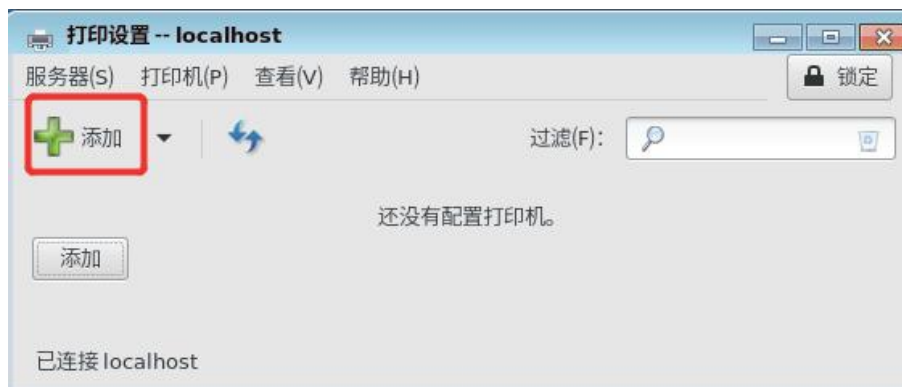 打印设置 -- localhost
服务器(S) 打印机(P) 查看(V) 帮助(H) 锁定
添加 过滤(F):
还没有配置打印机。
添加
已连接 localhost